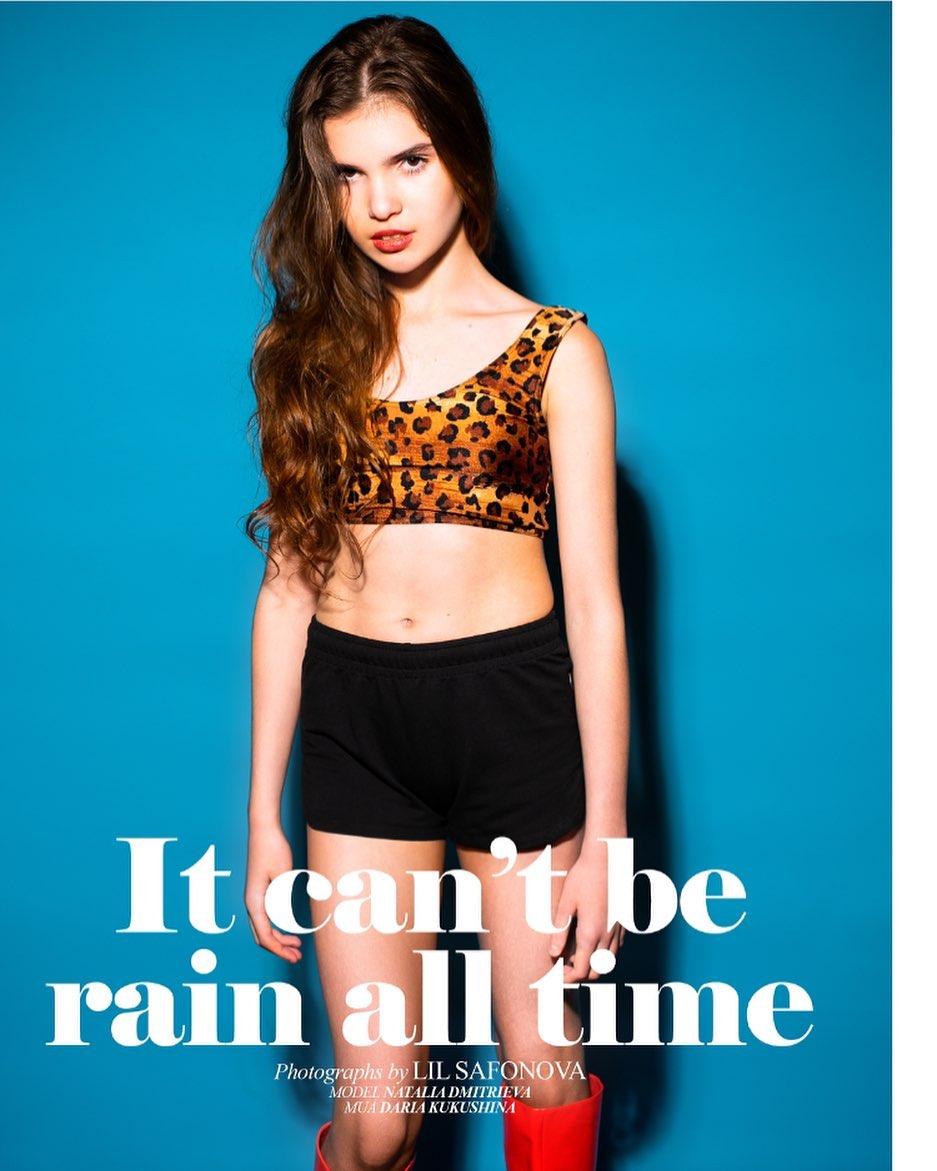 It can't be
rain all time
Photographs by LIL SAFONOVA
MODEL NATALIA DMITRIEVA
MUA DARIA KUKUSHINA